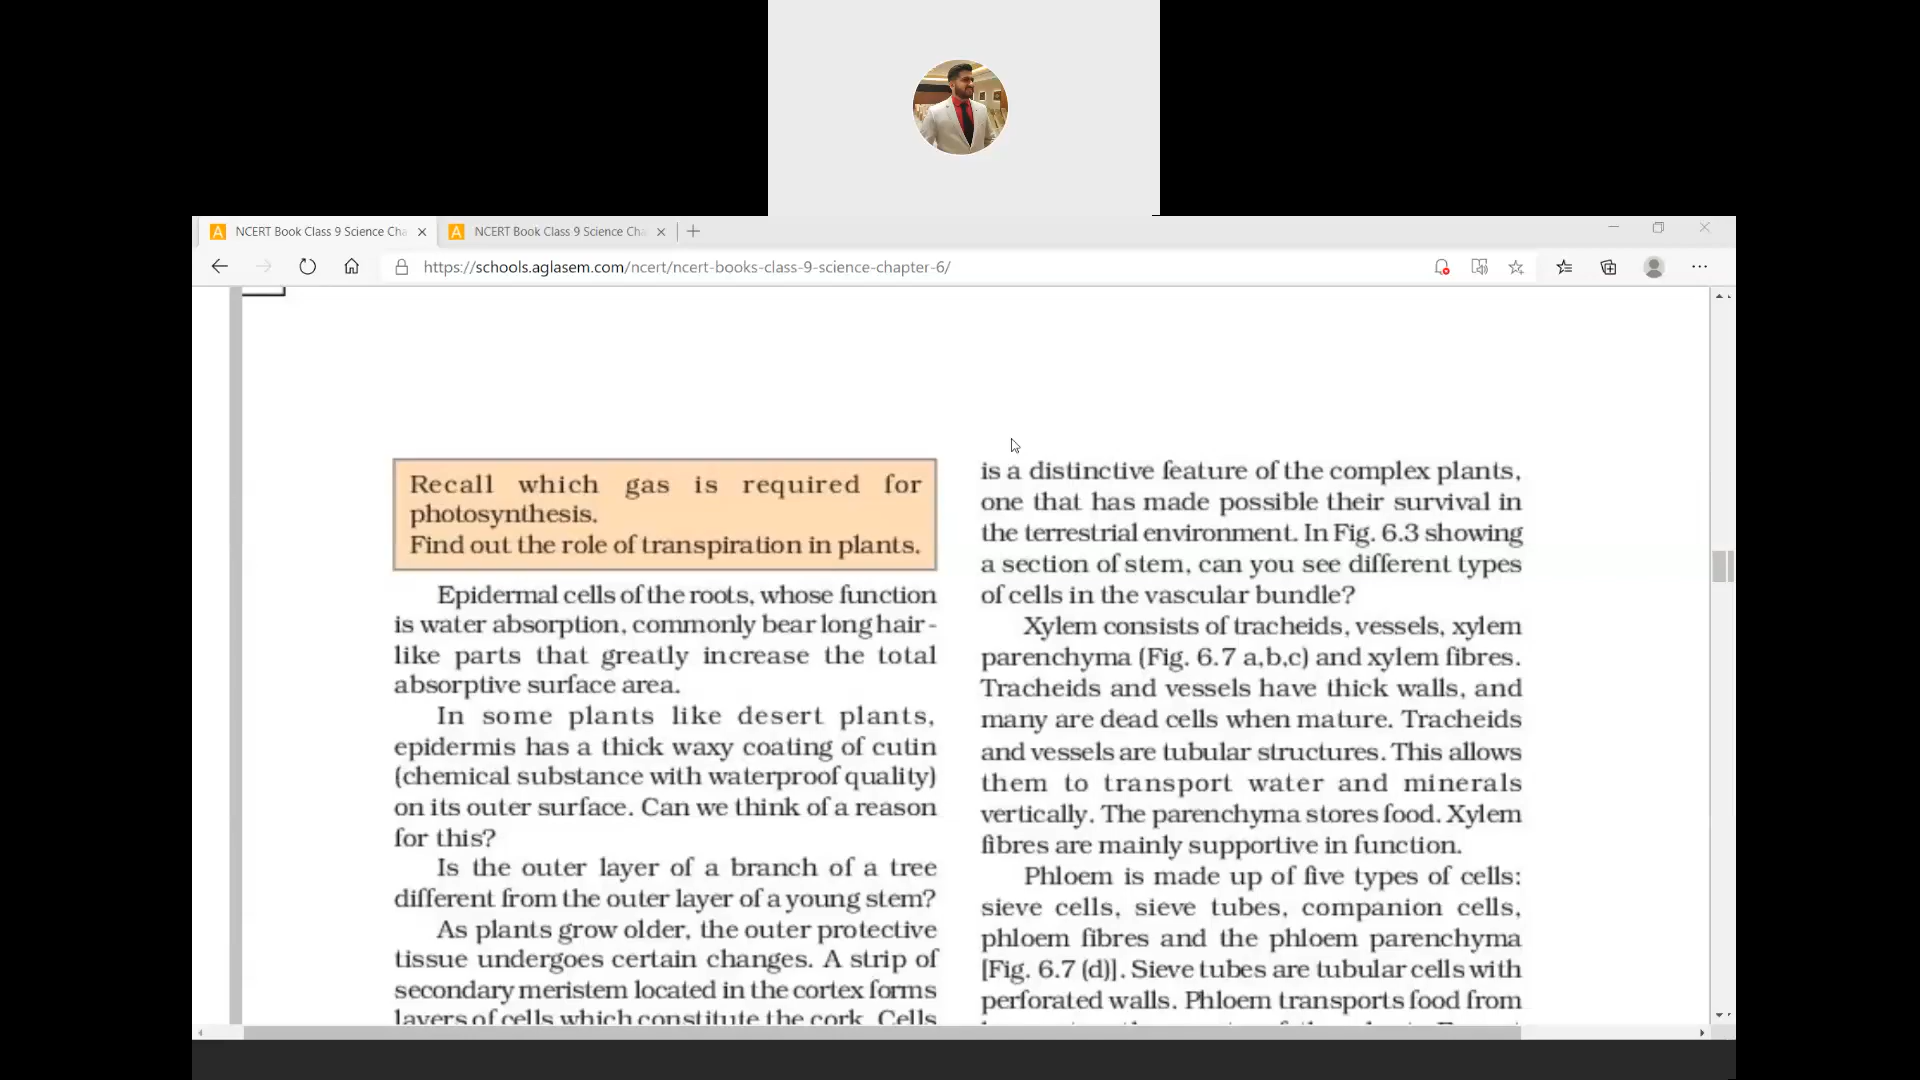 NCERT Book Class 9 Science Cha
NCERT Book Class 9 Science Cha
https://schools.aglasem.com/ncert/ncert-books-class-9-science-chapter-6/
Recall which gas is required for
photosynthesis.
Find out the role of transpiration in plants.
Epidermal cells of the roots, whose function
is water absorption, commonly bear long hair-
like parts that greatly increase the total
absorptive surface area.
In some plants like desert plants,
epidermis has a thick waxy coating of cutin
(chemical substance with waterproof quality)
on its outer surface. Can we think of a reason
for this?
Is the outer layer of a branch of a tree
different from the outer layer of a young stem?
As plants grow older, the outer protective
tissue undergoes certain changes. A strip of
secondary meristem located in the cortex forms
layers of cells which constitute the cork. Cells
is a distinctive feature of the complex plants,
one that has made possible their survival in
the terrestrial environment. In Fig. 6.3 showing
a section of stem, can you see different types
of cells in the vascular bundle?
Xylem consists of tracheids, vessels, xylem
parenchyma (Fig. 6.7 a,b,c) and xylem fibres.
Tracheids and vessels have thick walls, and
many are dead cells when mature. Tracheids
and vessels are tubular structures. This allows
them to transport water and minerals
vertically. The parenchyma stores food. Xylem
fibres are mainly supportive in function.
Phloem is made up of five types of cells:
sieve cells, sieve tubes, companion cells,
phloem fibres and the phloem parenchyma
[Fig. 6.7 (d)]. Sieve tubes are tubular cells with
perforated walls. Phloem transports food from